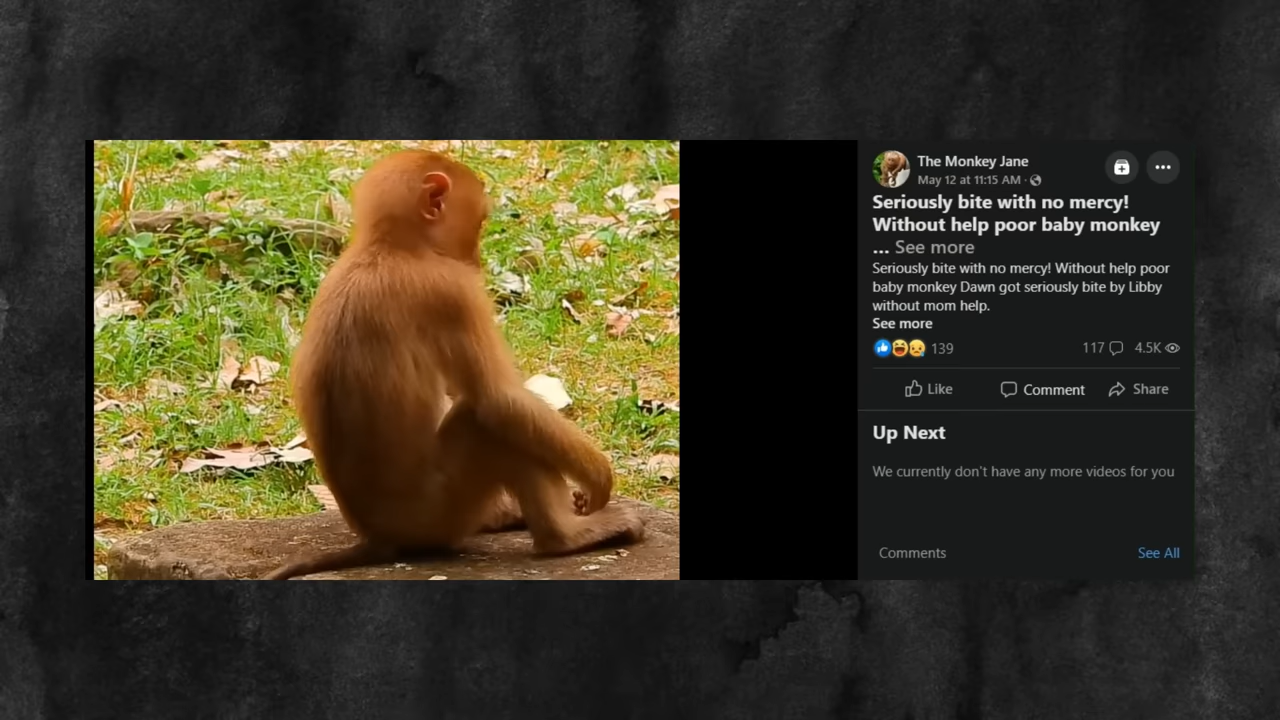 The Monkey Jane
May 12 at 11:15 AM ·
Seriously bite with no mercy!
Without help poor baby monkey
... See more
Seriously bite with no mercy! Without help poor
baby monkey Dawn got seriously bite by Libby
without mom help.
See more
139 117 4.5K
Like Comment Share
Up Next
We currently don't have any more videos for you
Comments See All